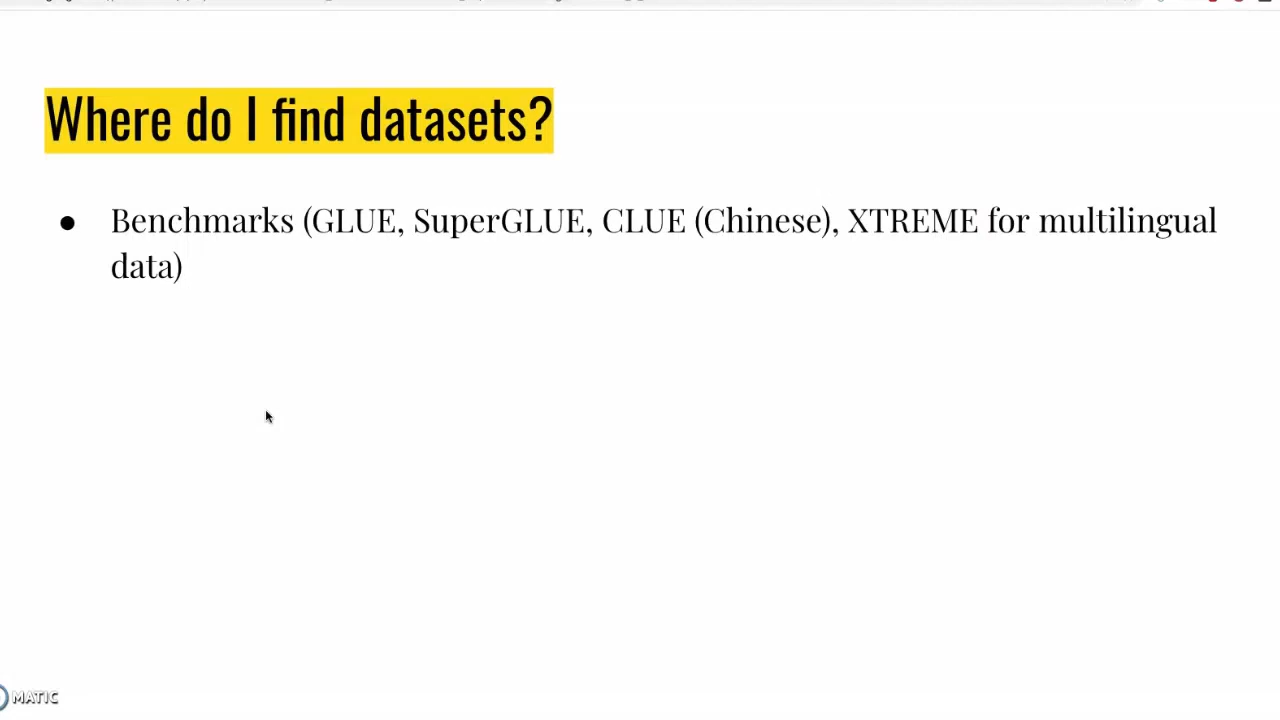 Where do I find datasets?
● Benchmarks (GLUE, SuperGLUE, CLUE (Chinese), XTREME for multilingual
data)
MATIC